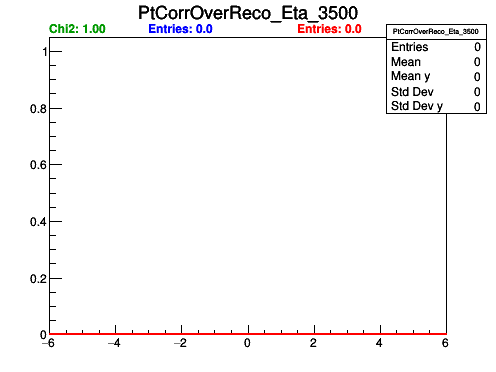 PtCorrOverReco_Eta_3500
Chi2: 1.00 Entries: 0.0 Entries: 0.0
PtCorrOverReco_Eta_3500
Entries 0
Mean 0
Mean y 0
Std Dev 0
Std Dev y 0
1
0.8
0.6
0.4
0.2
0
−6 −4 −2 0 2 4 6